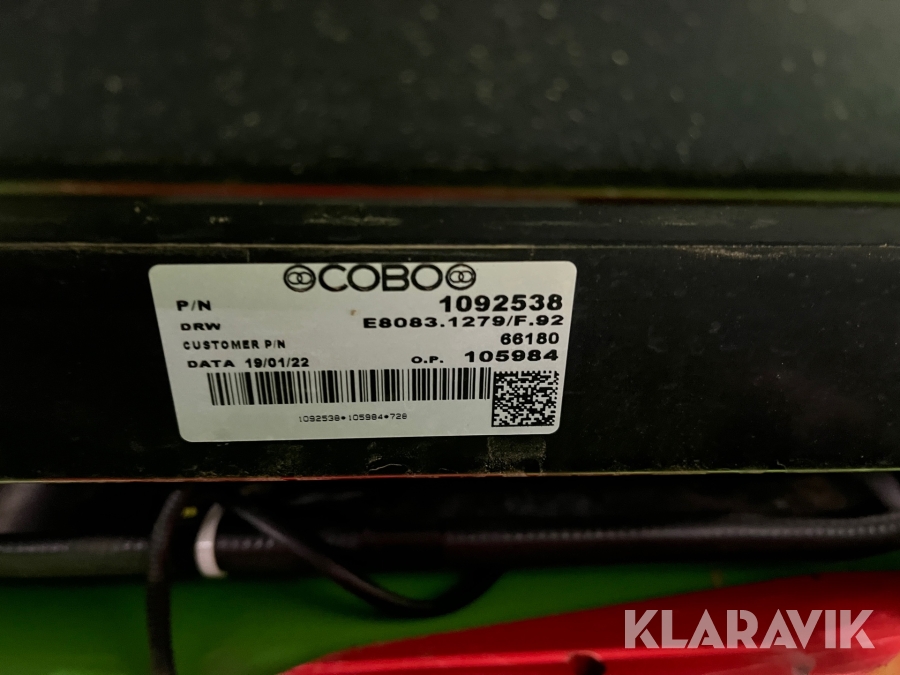 COBO
P/N 1092538
DRW E8083.1279/F.92
CUSTOMER P/N 66180
DATA 19/01/22 O.P. 105984
1092538*105984*728
KLARAVIK